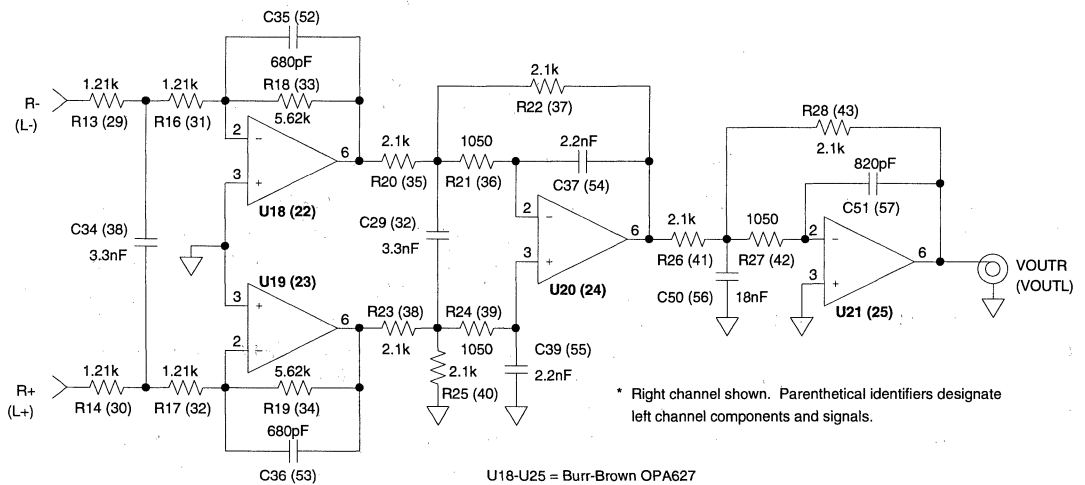 C35 (52)
680pF
1.21k
1.21k
R18 (33)
5.62k
R-
(L-)
R13 (29)
R16 (31)
2
3
6
U18 (22)
2.1k
R22 (37)
2.1k
R20 (35)
1050
R21 (36)
2.2nF
C37 (54)
R28 (43)
2.1k
820pF
C51 (57)
C34 (38)
3.3nF
C29 (32)
3.3nF
2
3
6
U20 (24)
2.1k
R26 (41)
1050
R27 (42)
C50 (56)
18nF
2
3
6
U21 (25)
VOUTR
(VOUTL)
U19 (23)
3
2
6
R23 (38)
2.1k
R24 (39)
1050
2.1k
R25 (40)
C39 (55)
2.2nF
R+
(L+)
1.21k
R14 (30)
1.21k
R17 (32)
5.62k
R19 (34)
680pF
C36 (53)
* Right channel shown. Parenthetical identifiers designate
left channel components and signals.
U18-U25 = Burr-Brown OPA627